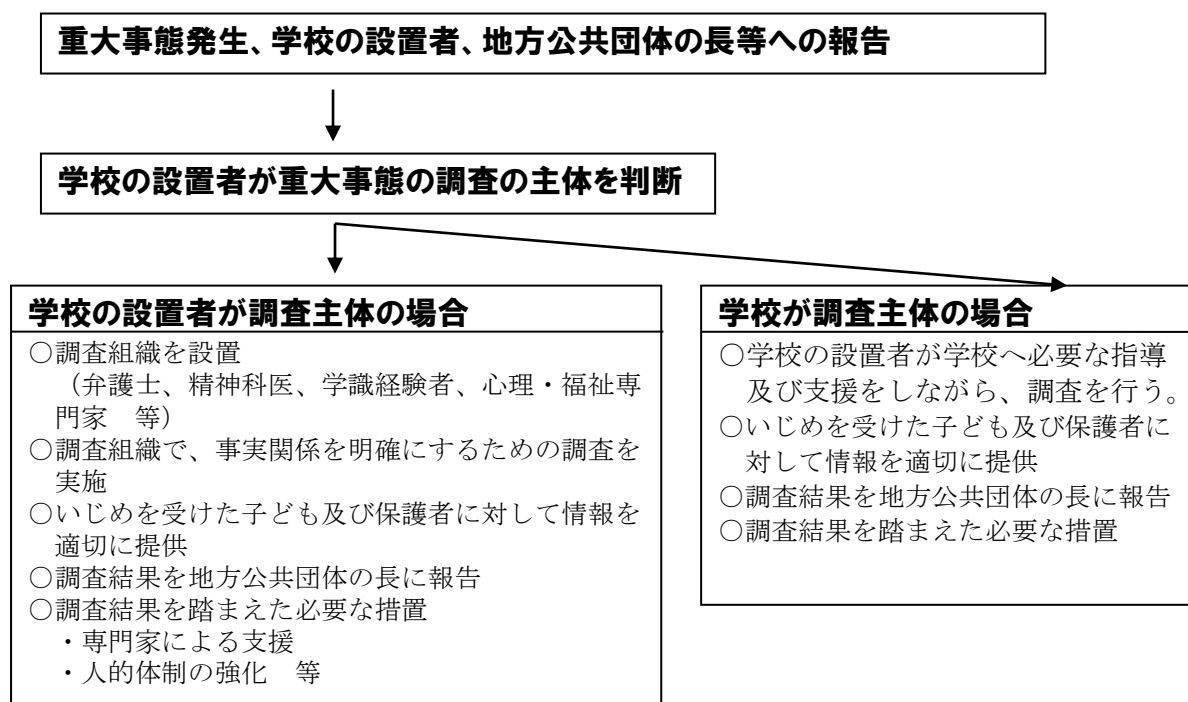 重大事態発生、学校の設置者、地方公共団体の長等への報告
学校の設置者が重大事態の調査の主体を判断
学校の設置者が調査主体の場合
○調査組織を設置
（弁護士、精神科医、学識経験者、心理・福祉専
門家　等）
○調査組織で、事実関係を明確にするための調査を
実施
○いじめを受けた子ども及び保護者に対して情報を
適切に提供
○調査結果を地方公共団体の長に報告
○調査結果を踏まえた必要な措置
・専門家による支援
・人的体制の強化　等
学校が調査主体の場合
○学校の設置者が学校へ必要な指導
及び支援をしながら、調査を行う。
○いじめを受けた子ども及び保護者に
対して情報を適切に提供
○調査結果を地方公共団体の長に報告
○調査結果を踏まえた必要な措置